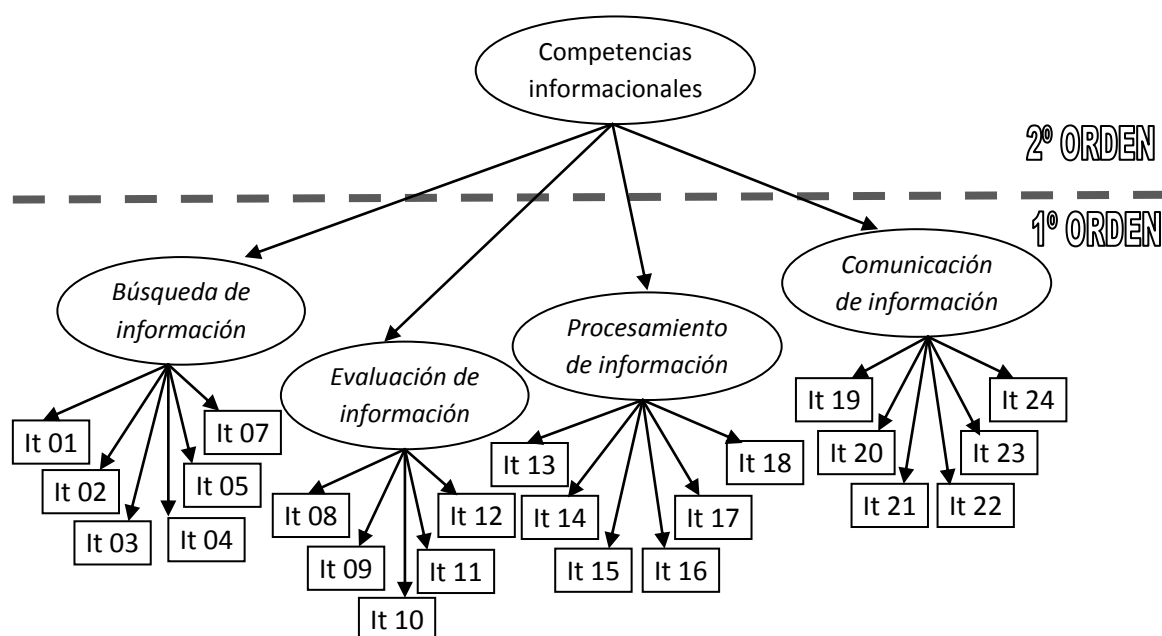 Competencias
informacionales
2º ORDEN
1º ORDEN
Búsqueda de
información
Evaluación de
información
Procesamiento
de información
Comunicación
de información
It 01
It 02
It 03
It 04
It 05
It 07
It 08
It 09
It 10
It 11
It 12
It 13
It 14
It 15
It 16
It 17
It 18
It 19
It 20
It 21
It 22
It 23
It 24